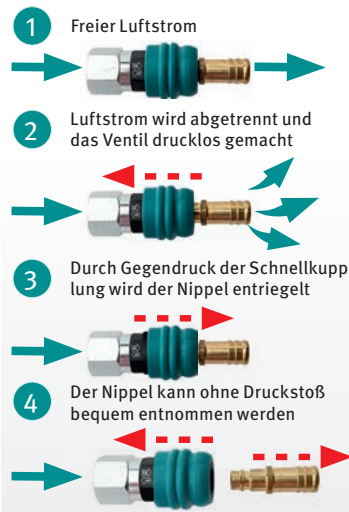 1 Freier Luftstrom
2 Luftstrom wird abgetrennt und
das Ventil drucklos gemacht
3 Durch Gegendruck der Schnellkupp
lung wird der Nippel entriegelt
4 Der Nippel kann ohne Druckstoß
bequem entnommen werden